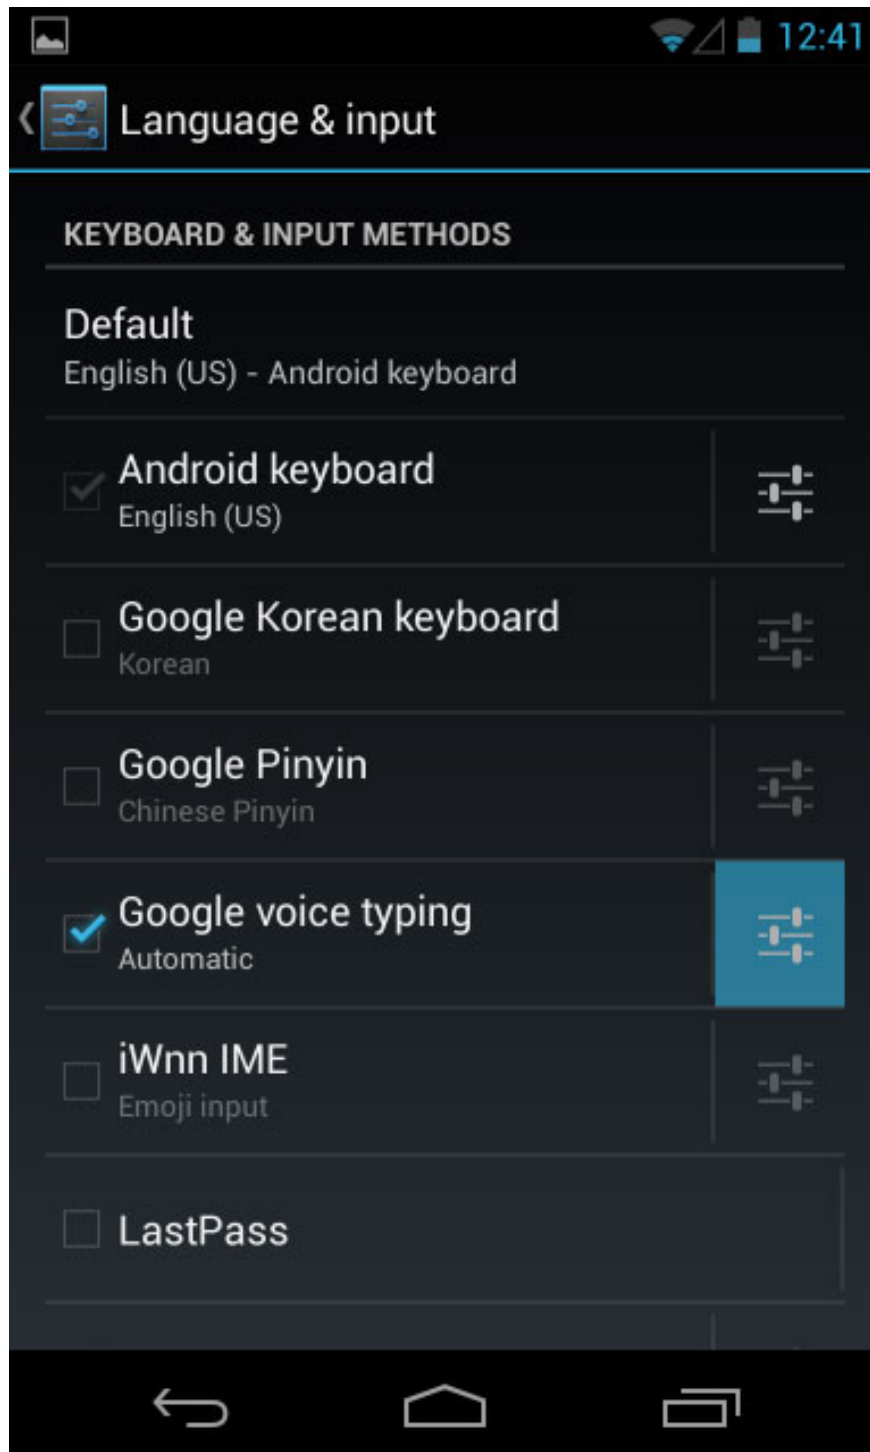 12:41
Language & input
KEYBOARD & INPUT METHODS
Default
English (US) - Android keyboard
Android keyboard
English (US)
Google Korean keyboard
Korean
Google Pinyin
Chinese Pinyin
Google voice typing
Automatic
iWnn IME
Emoji input
LastPass